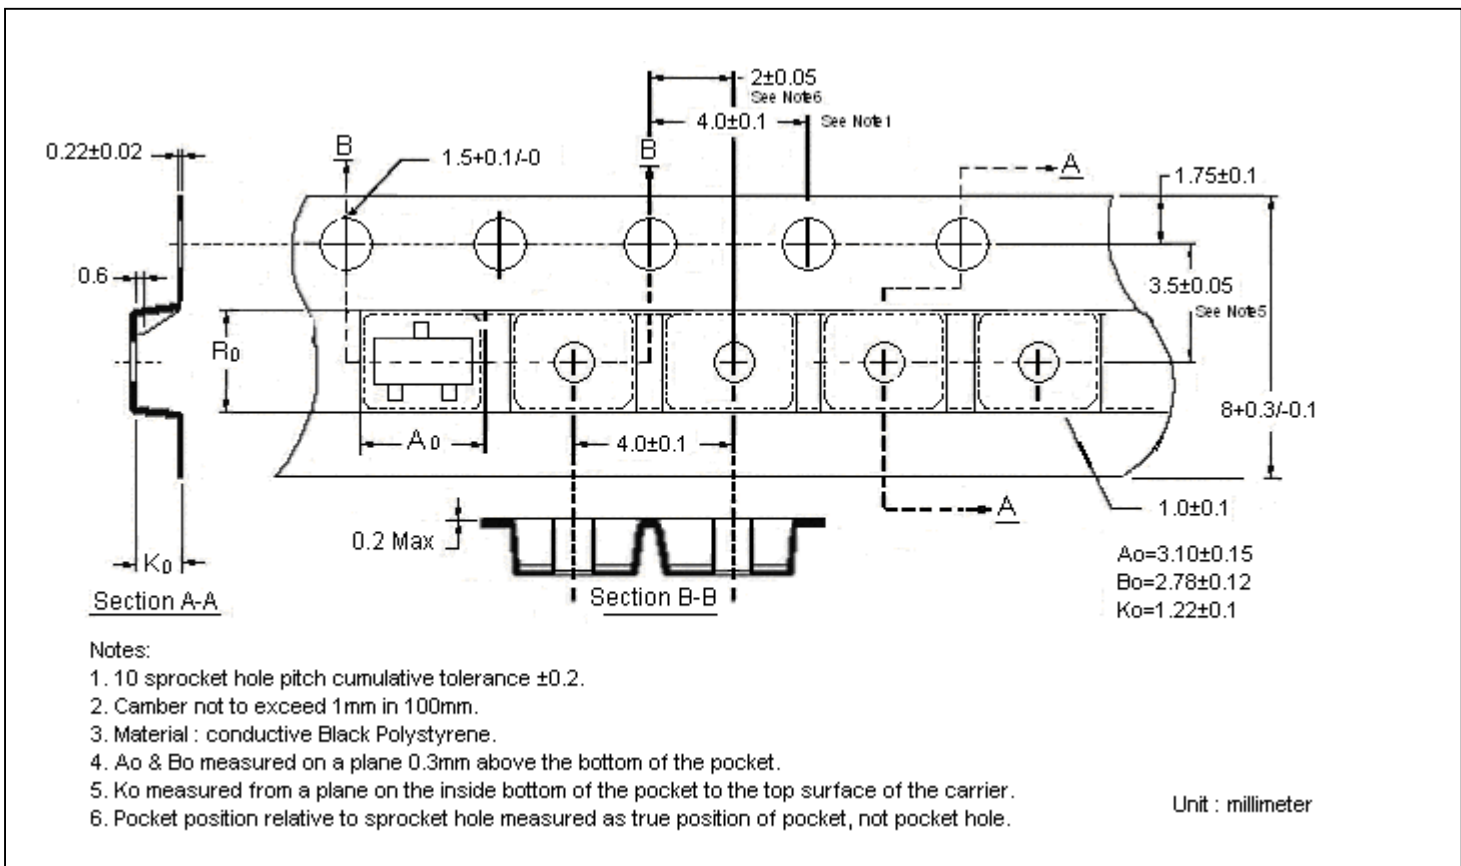 2±0.05
See Note6
4.0±0.1
See Note1
B
B
0.22±0.02
1.5+0.1/-0
A
1.75±0.1
0.6
3.5±0.05
See Note5
R0
A0
4.0±0.1
8+0.3/-0.1
A
1.0±0.1
0.2 Max
K0
Section A-A
Section B-B
Ao=3.10±0.15
Bo=2.78±0.12
Ko=1.22±0.1
Notes:
1. 10 sprocket hole pitch cumulative tolerance ±0.2.
2. Camber not to exceed 1mm in 100mm.
3. Material : conductive Black Polystyrene.
4. Ao & Bo measured on a plane 0.3mm above the bottom of the pocket.
5. Ko measured from a plane on the inside bottom of the pocket to the top surface of the carrier.
6. Pocket position relative to sprocket hole measured as true position of pocket, not pocket hole.
Unit : millimeter